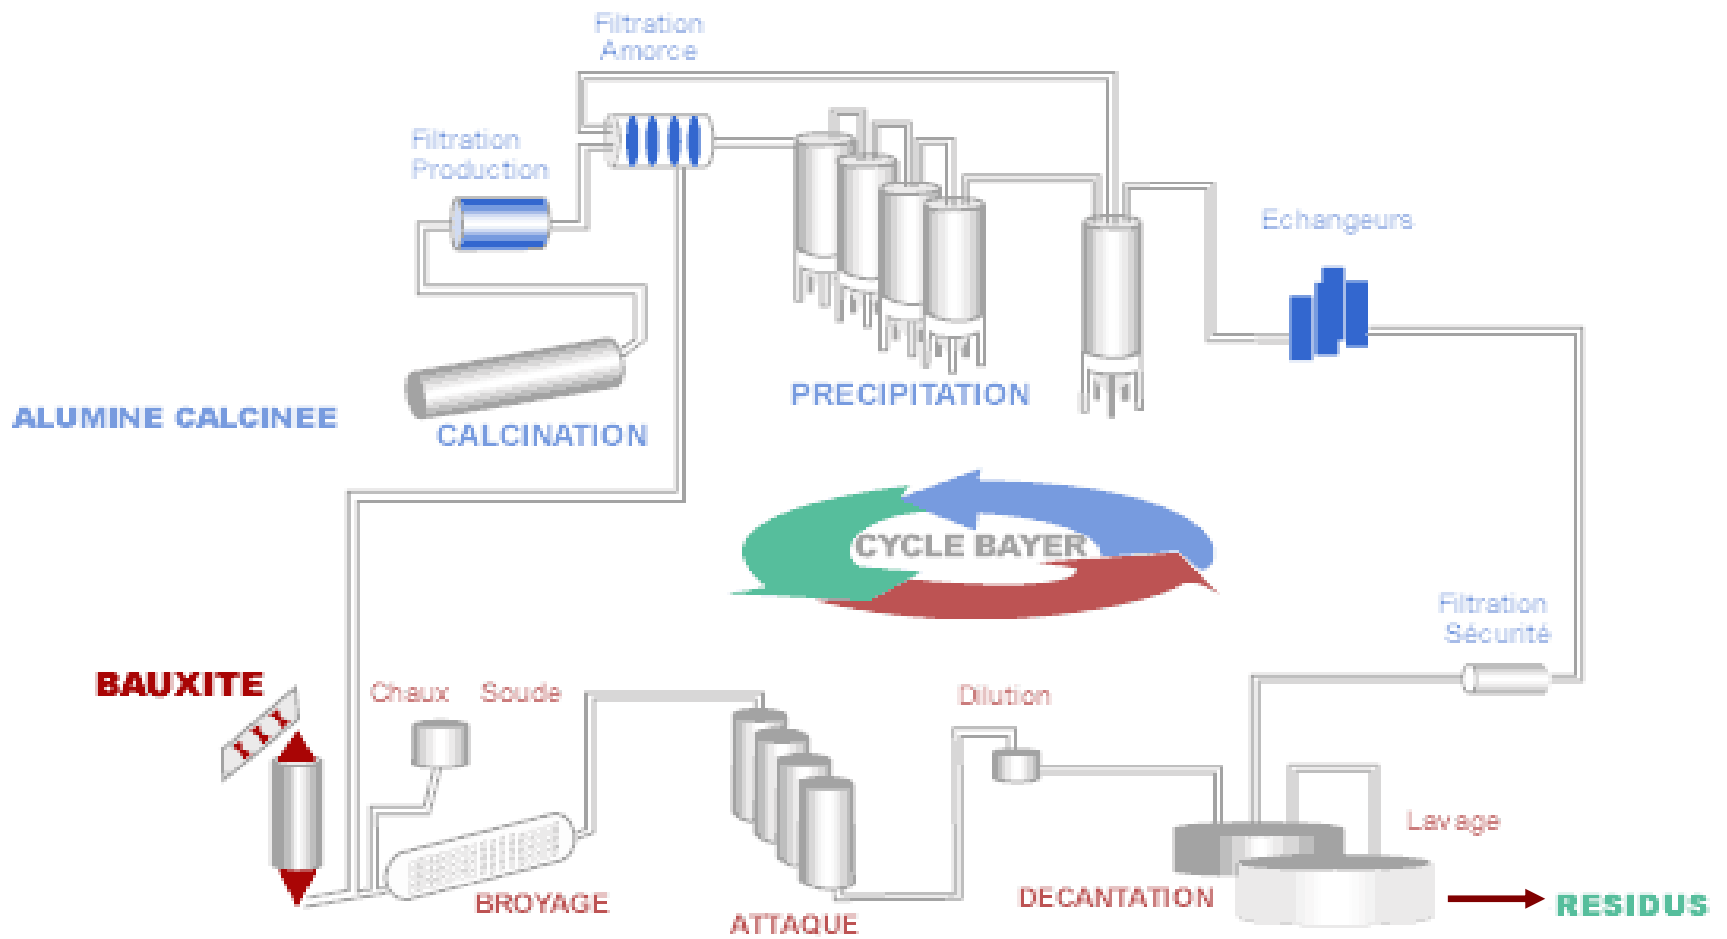 Filtration
Amorce
Filtration
Production
Echangeurs
PRECIPITATION
ALUMINE CALCINEE
CALCINATION
CYCLE BAYER
Filtration
Sécurité
BAUXITE
Chaux Soude
Dilution
Lavage
BROYAGE
ATTAQUE
DECANTATION
RESIDUS